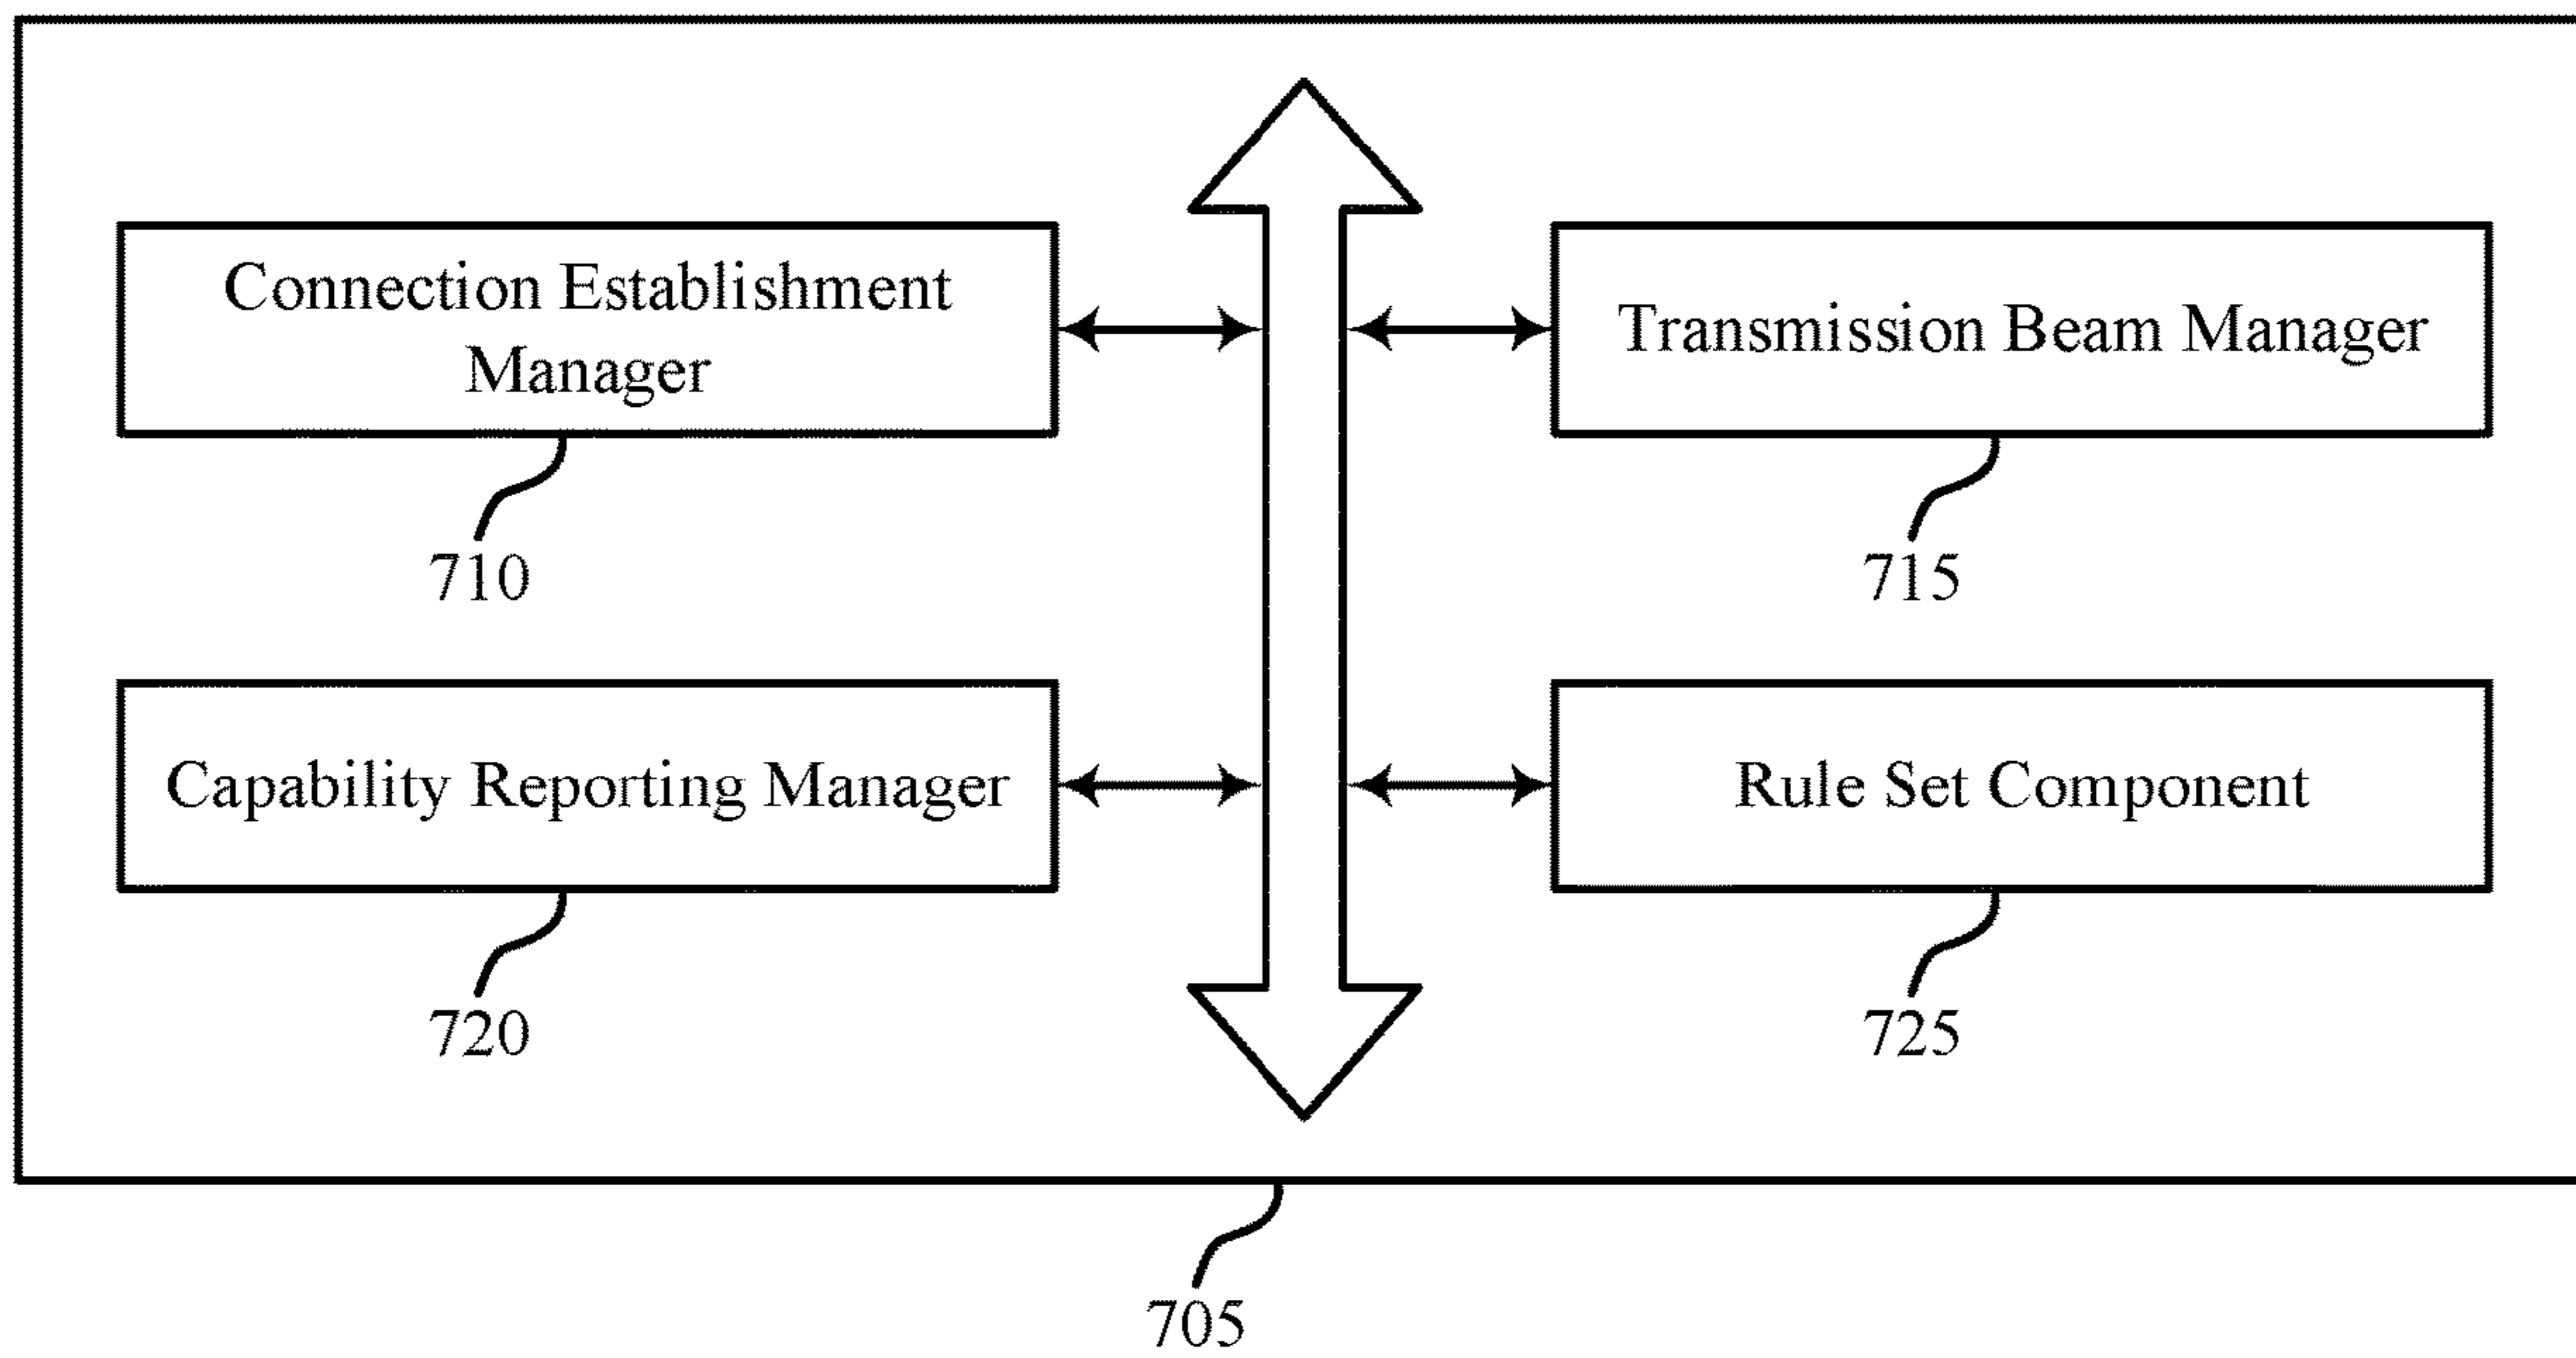 Connection Establishment
Manager
710
Transmission Beam Manager
715
Capability Reporting Manager
720
Rule Set Component
725
705